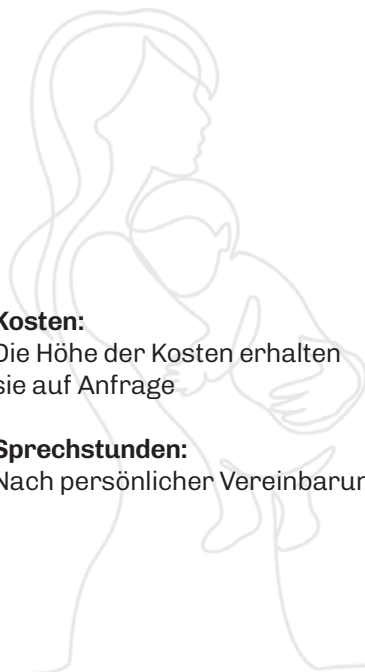 Kosten:
Die Höhe der Kosten erhalten
sie auf Anfrage
Sprechstunden:
Nach persönlicher Vereinbarun